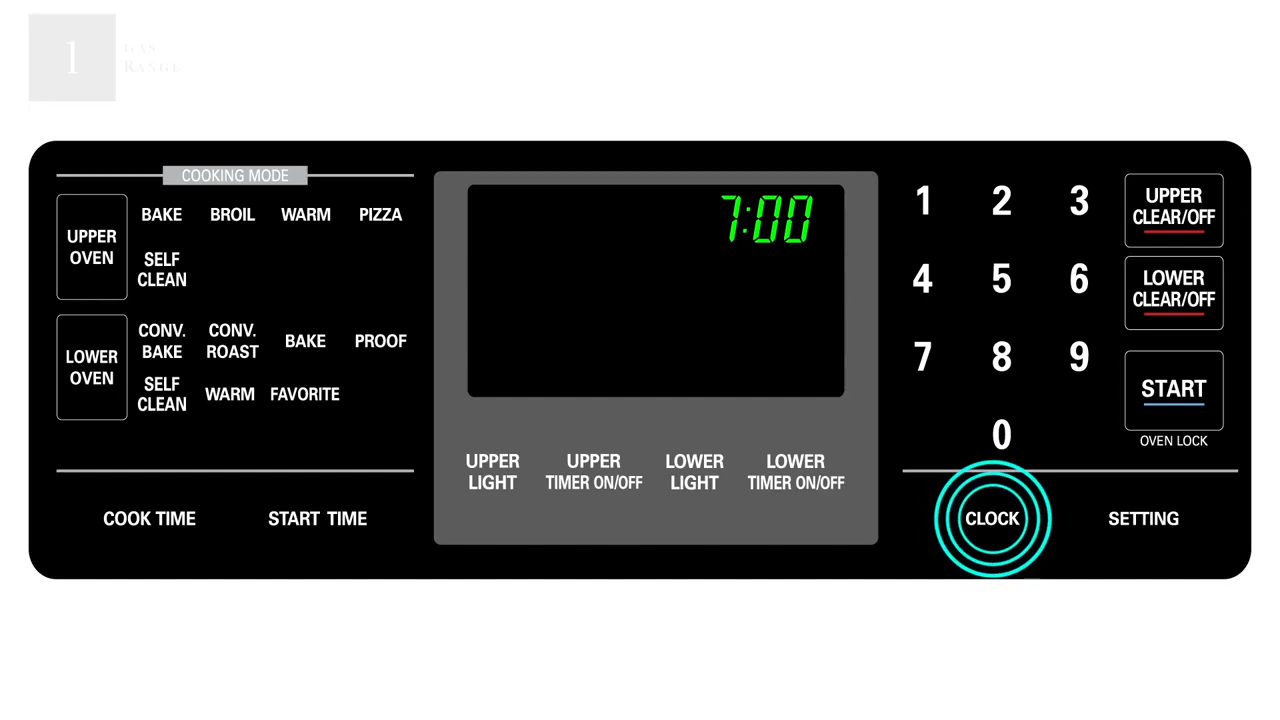 1
GAS
RANGE
COOKING MODE
UPPER
OVEN
BAKE
BROIL
WARM
PIZZA
SELF
CLEAN
LOWER
OVEN
CONV.
BAKE
CONV.
ROAST
BAKE
PROOF
SELF
CLEAN
WARM
FAVORITE
COOK TIME
START TIME
7:00
UPPER
LIGHT
UPPER
TIMER ON/OFF
LOWER
LIGHT
LOWER
TIMER ON/OFF
1 2 3
4 5 6
7 8 9
0
UPPER
CLEAR/OFF
LOWER
CLEAR/OFF
START
OVEN LOCK
CLOCK
SETTING